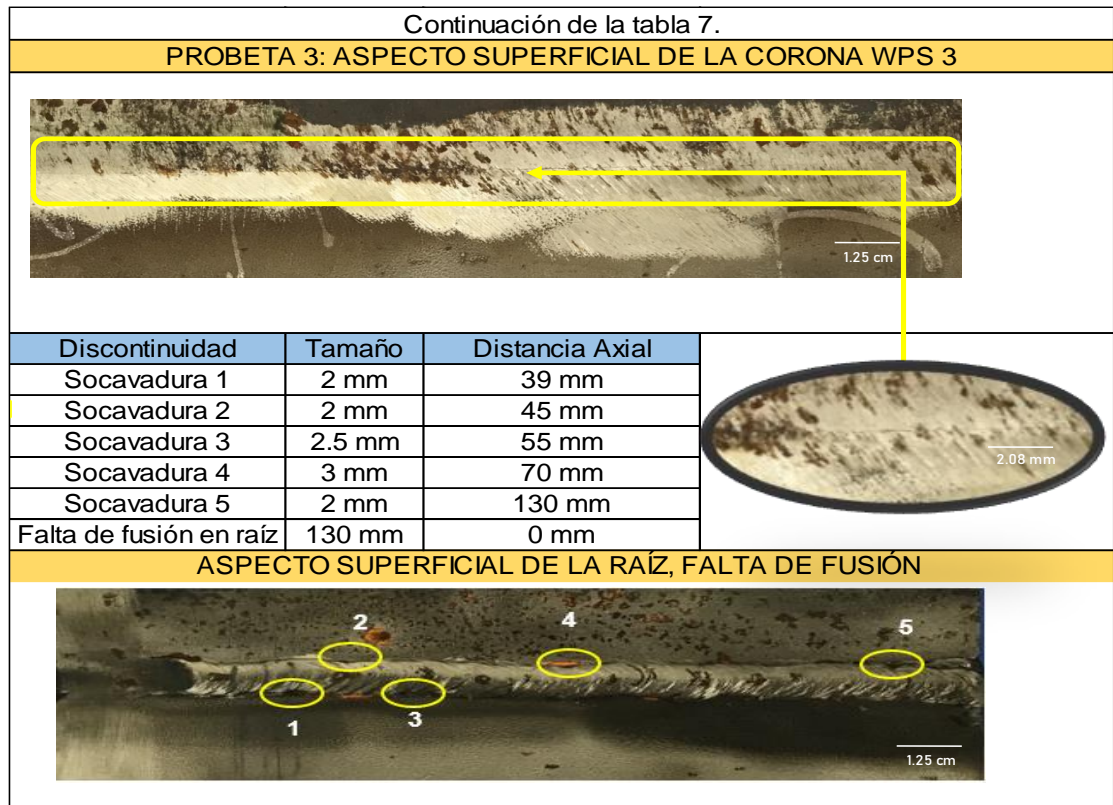 Continuación de la tabla 7.
PROBETA 3: ASPECTO SUPERFICIAL DE LA CORONA WPS 3
1.25 cm
Discontinuidad Tamaño Distancia Axial
Socavadura 1 2 mm 39 mm
Socavadura 2 2 mm 45 mm
Socavadura 3 2.5 mm 55 mm
Socavadura 4 3 mm 70 mm
Socavadura 5 2 mm 130 mm
Falta de fusión en raíz 130 mm 0 mm
2.08 mm
ASPECTO SUPERFICIAL DE LA RAÍZ, FALTA DE FUSIÓN
2 4 5
1 3
1.25 cm